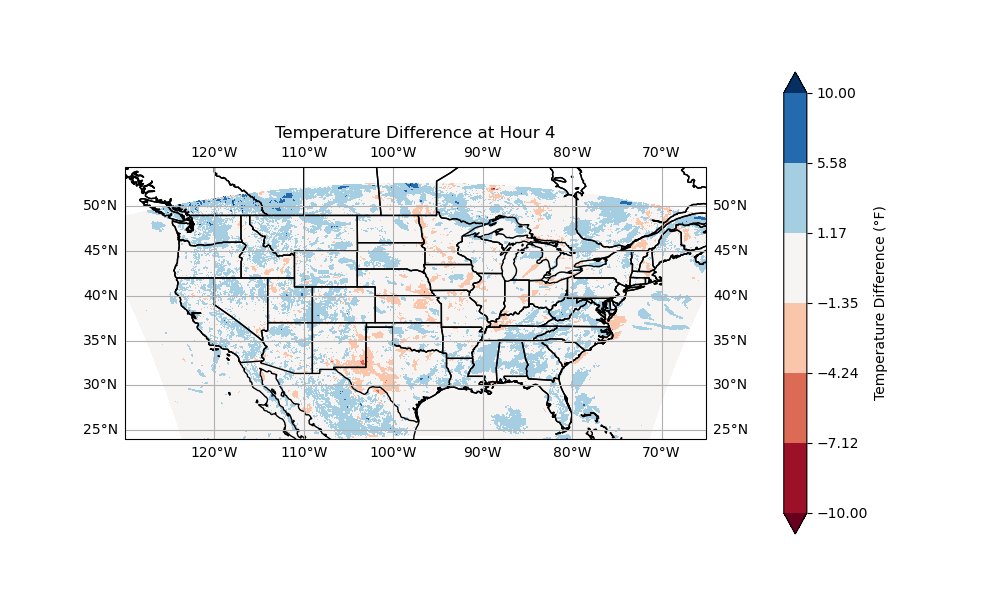 Temperature Difference at Hour 4
120°W 110°W 100°W 90°W 80°W 70°W
50°N 50°N
45°N 45°N
40°N 40°N
35°N 35°N
30°N 30°N
25°N 25°N
120°W 110°W 100°W 90°W 80°W 70°W
10.00
5.58
1.17
−1.35
−4.24
−7.12
−10.00
Temperature Difference (°F)